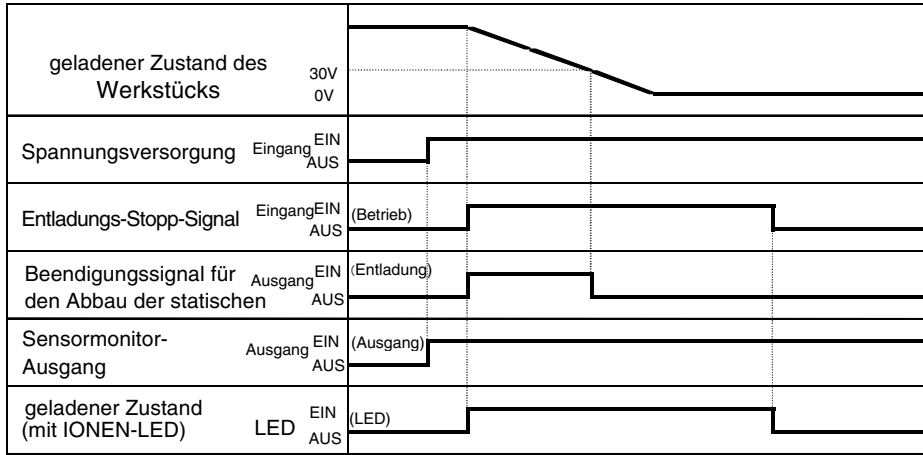 geladener Zustand des
Werkstücks
30V
0V
Spannungsversorgung Eingang EIN
AUS
Entladungs-Stopp-Signal Eingang EIN (Betrieb)
AUS
Beendigungssignal für Ausgang EIN (Entladung)
den Abbau der statischen AUS
Sensormonitor- Ausgang EIN (Ausgang)
Ausgang AUS
geladener Zustand EIN (LED)
(mit IONEN-LED) LED AUS